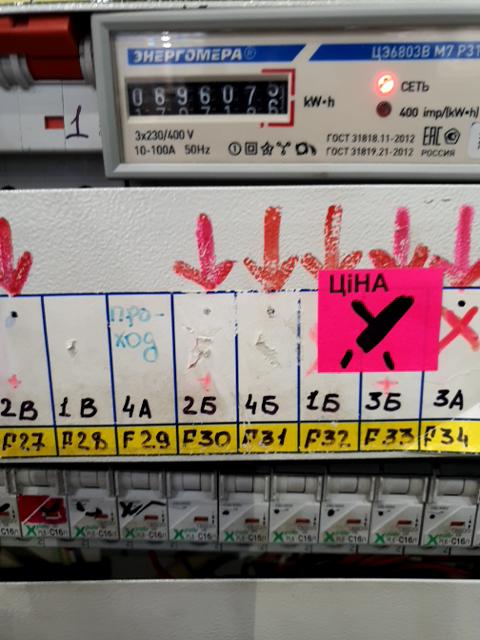 ЭНЕРГОМЕРА®
ЦЭ6803В М7 Р31
089607
kW•h
СЕТЬ
400 imp/(kW•h)
3x230/400 V
10-100A 50Hz
ГОСТ 31818.11-2012
ГОСТ 31819.21-2012
EAC
РОССИЯ
1
ЦіНА
про-
ход
2В 1В 4А 2Б 4Б 1Б 3Б 3А
F27 F28 F29 F30 F31 F32 F33 F34